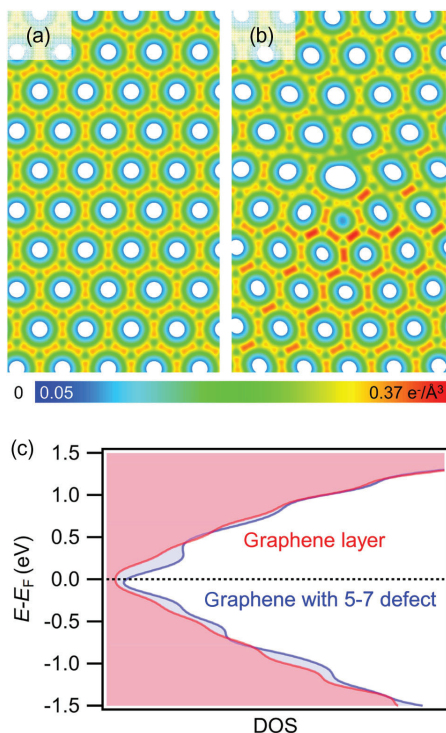 (a) (b)
0 0.05 0.37 e⁻/Å³
(c)
1.5
1.0
0.5
0.0
-0.5
-1.0
-1.5
E-E_F (eV)
Graphene layer
Graphene with 5-7 defect
DOS